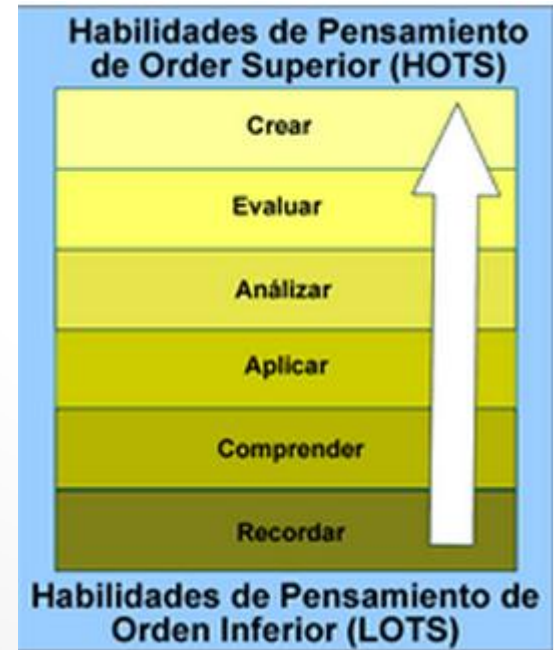 Habilidades de Pensamiento
de Order Superior (HOTS)
Crear
Evaluar
Análizar
Aplicar
Comprender
Recordar
Habilidades de Pensamiento de
Orden Inferior (LOTS)